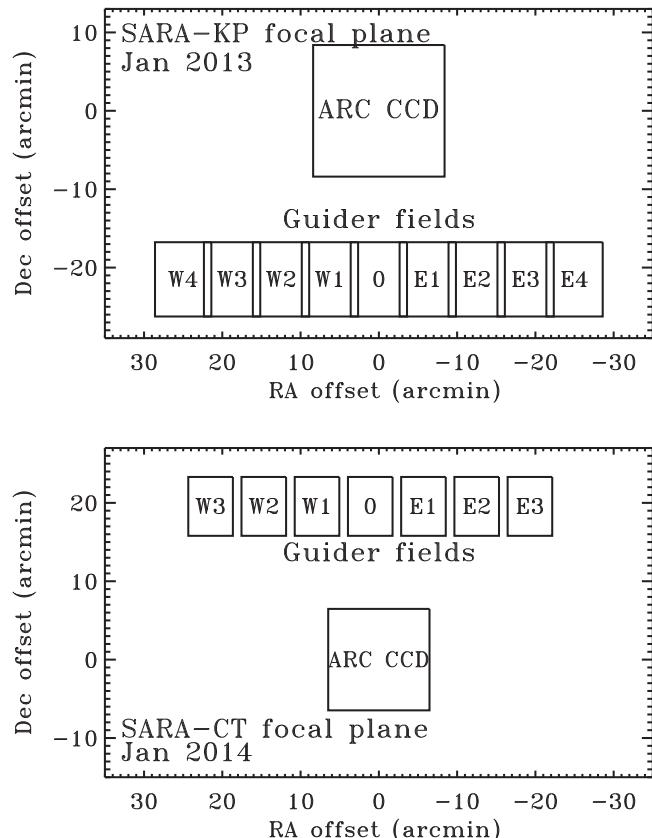 SARA-KP focal plane
Jan 2013
ARC CCD
Guider fields
W4 W3 W2 W1 0 E1 E2 E3 E4
10
0
-10
-20
Dec offset (arcmin)
30 20 10 0 -10 -20 -30
RA offset (arcmin)
W3 W2 W1 0 E1 E2 E3
Guider fields
ARC CCD
SARA-CT focal plane
Jan 2014
20
10
0
-10
Dec offset (arcmin)
30 20 10 0 -10 -20 -30
RA offset (arcmin)